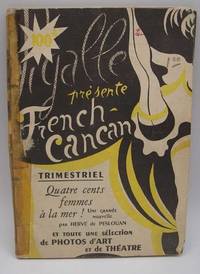 100F
Pigalle
présente
French-
Cancan
TRIMESTRIEL
Quatre cents
femmes
à la mer ! Une grande
nouvelle
par HERVÉ de PESLOUAN
ET TOUTE UNE SÉLECTION
de PHOTOS D'ART
et de THÉATRE